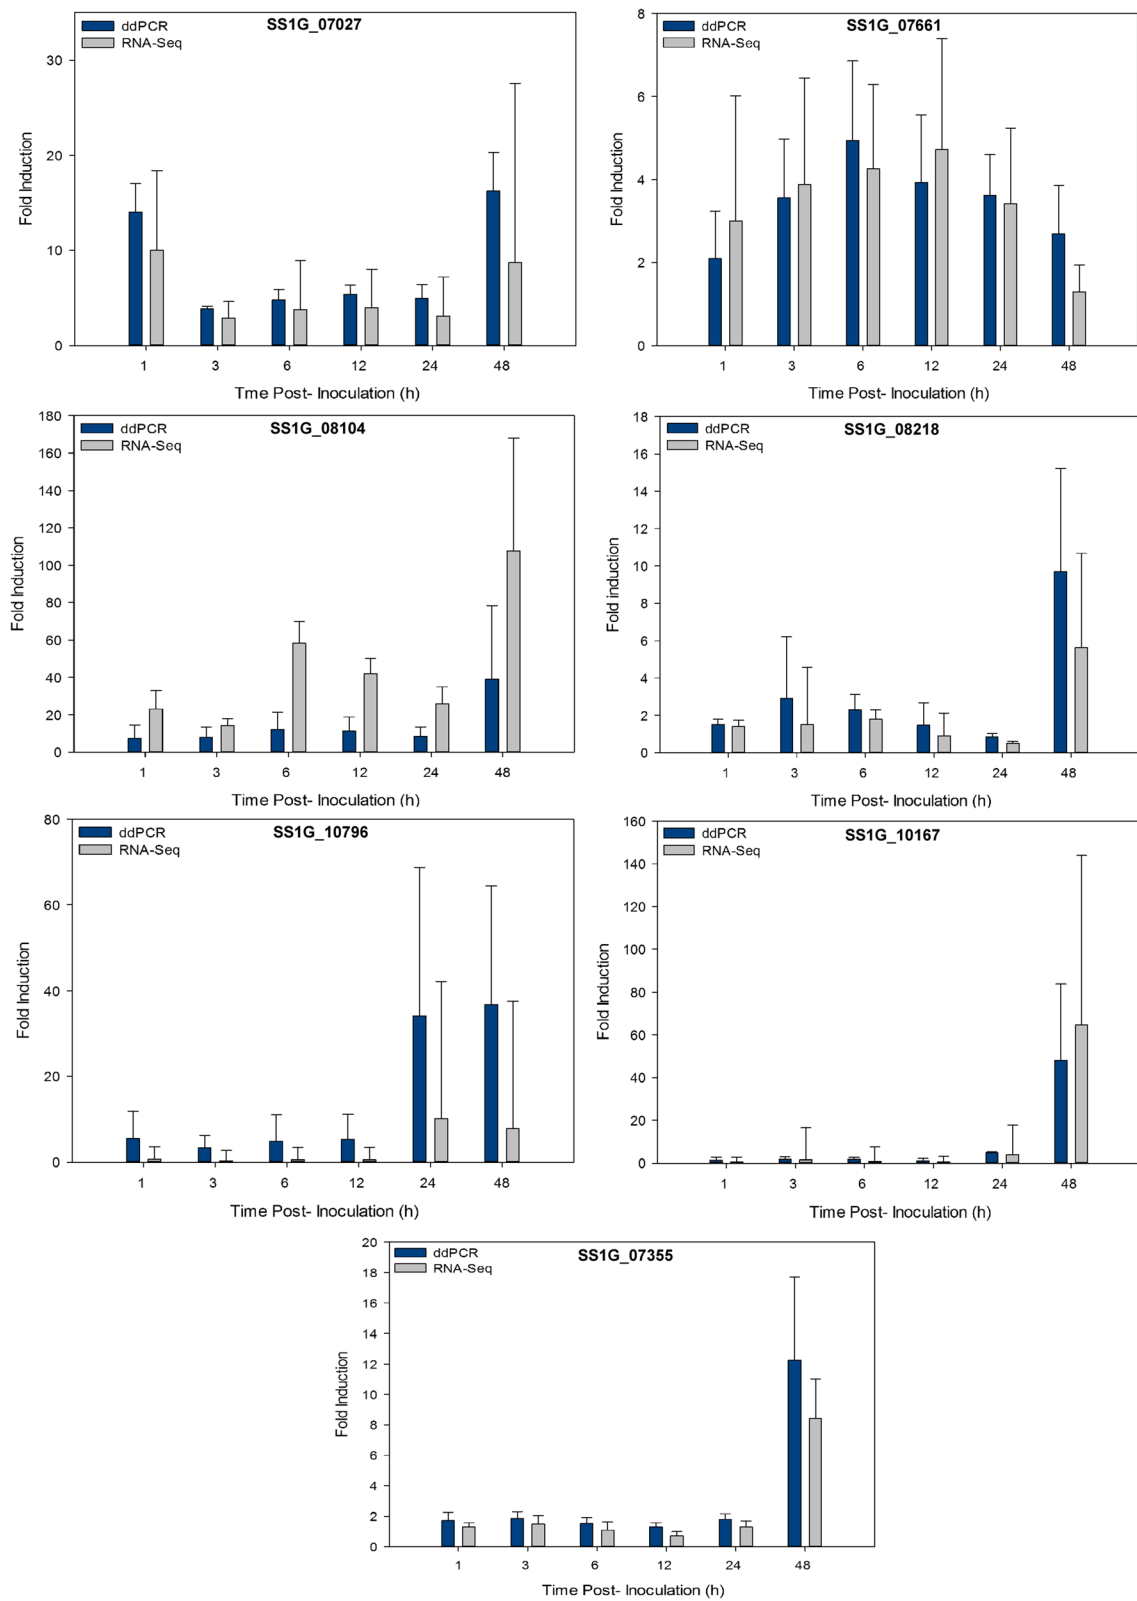 SS1G_07027
ddPCR
RNA-Seq
30
20
10
0
Fold Induction
1 3 6 12 24 48
Tme Post- Inoculation (h)
SS1G_07661
ddPCR
RNA-Seq
8
6
4
2
0
Fold Induction
1 3 6 12 24 48
Time Post- Inoculation (h)
SS1G_08104
ddPCR
RNA-Seq
180
160
140
120
100
80
60
40
20
0
Fold Induction
1 3 6 12 24 48
Time Post- Inoculation (h)
SS1G_08218
ddPCR
RNA-Seq
18
16
14
12
10
8
6
4
2
0
Fold induction
1 3 6 12 24 48
Time Post- Inoculation (h)
SS1G_10796
ddPCR
RNA-Seq
80
60
40
20
0
Fold Induction
1 3 6 12 24 48
Time Post- Inoculation (h)
SS1G_10167
ddPCR
RNA-Seq
160
140
120
100
80
60
40
20
0
Fold Induction
1 3 6 12 24 48
Time Post- Inoculation (h)
SS1G_07355
ddPCR
RNA-Seq
20
18
16
14
12
10
8
6
4
2
0
Fold Induction
1 3 6 12 24 48
Time Post- Inoculation (h)